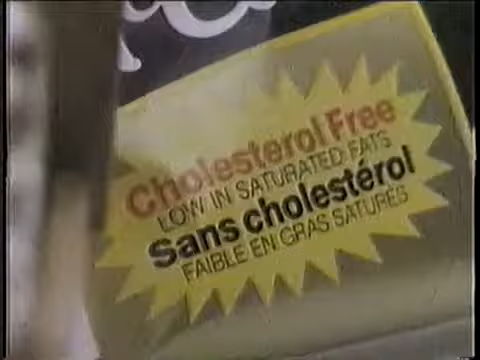 Cholesterol Free
LOW IN SATURATED FATS
Sans cholestérol
FAIBLE EN GRAS SATURÉS